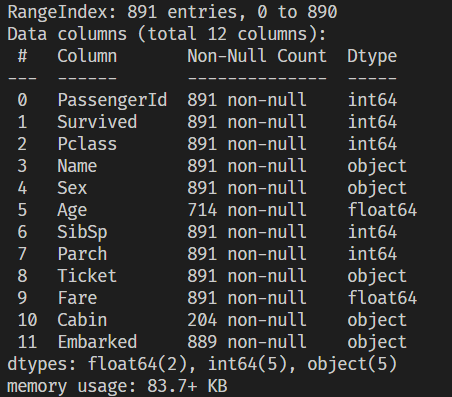 RangeIndex: 891 entries, 0 to 890
Data columns (total 12 columns):
 #   Column       Non-Null Count  Dtype
---  ------       --------------  -----
 0   PassengerId  891 non-null    int64
 1   Survived     891 non-null    int64
 2   Pclass       891 non-null    int64
 3   Name         891 non-null    object
 4   Sex          891 non-null    object
 5   Age          714 non-null    float64
 6   SibSp        891 non-null    int64
 7   Parch        891 non-null    int64
 8   Ticket       891 non-null    object
 9   Fare         891 non-null    float64
 10  Cabin        204 non-null    object
 11  Embarked     889 non-null    object
dtypes: float64(2), int64(5), object(5)
memory usage: 83.7+ KB